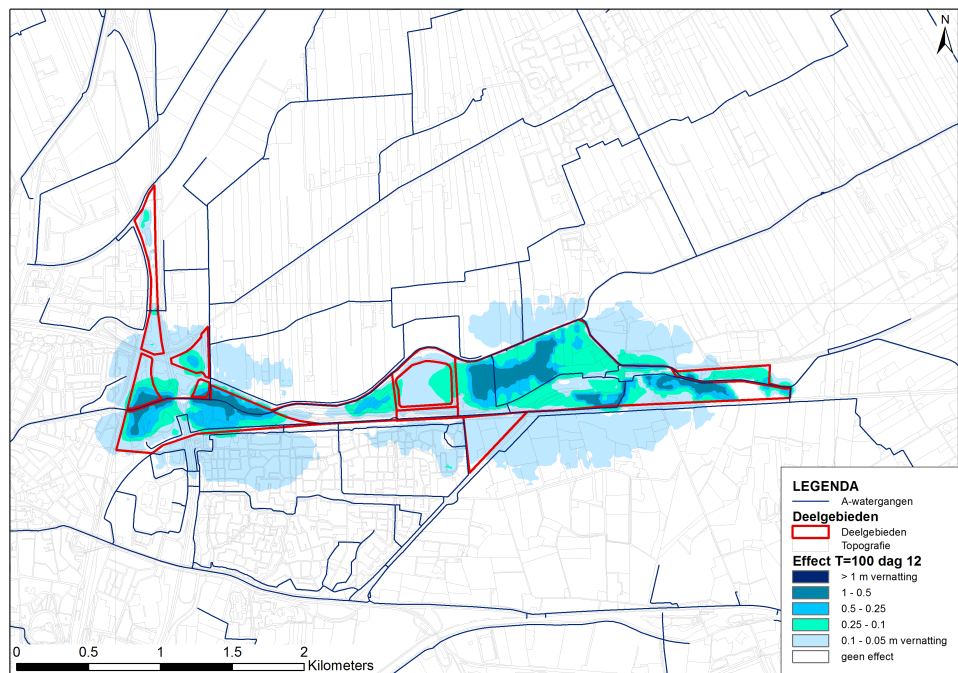 N
LEGENDA
A-watergangen
Deelgebieden
Deelgebieden
Topografie
Effect T=100 dag 12
> 1 m vernatting
1 - 0.5
0.5 - 0.25
0.25 - 0.1
0.1 - 0.05 m vernatting
geen effect
0 0.5 1 1.5 2
Kilometers